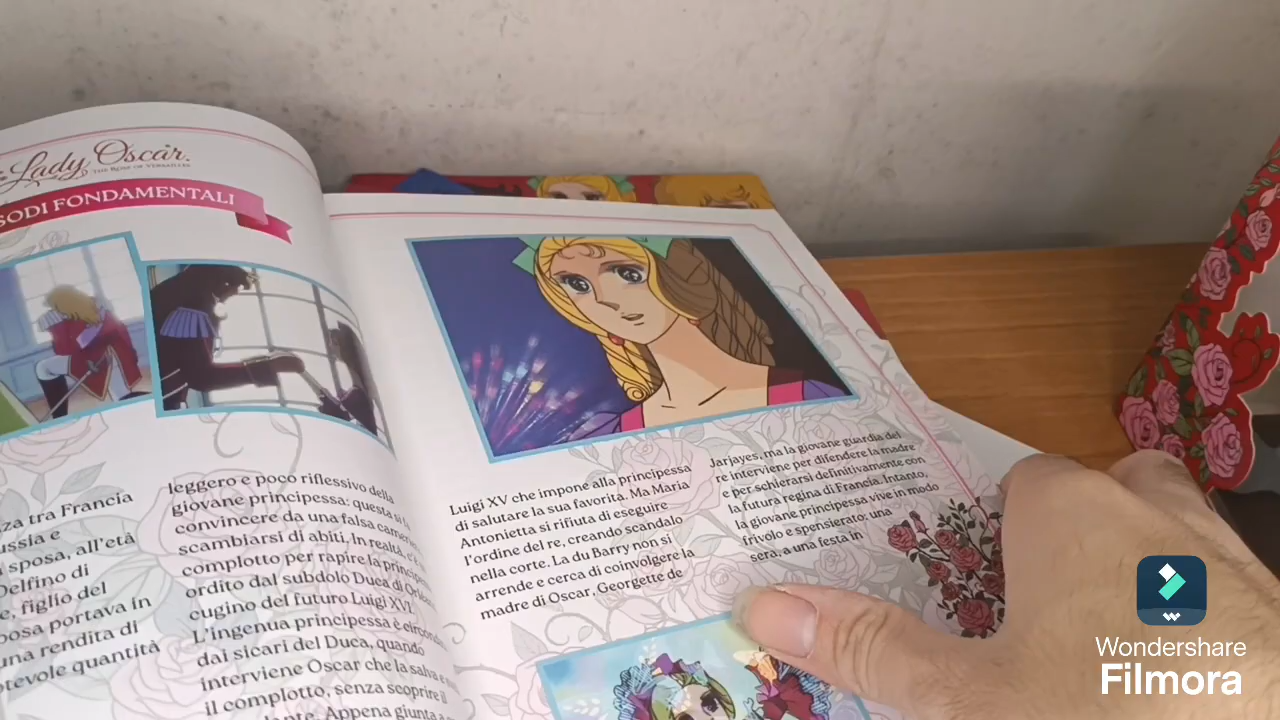 Lady Oscar
THE ROSE OF VERSAILLES
SODI FONDAMENTALI
za tra Francia
ussia e
sposa, all'età
Delfino di
e, figlio del
posa portava in
una rendita di
tevole quantità
leggero e poco riflessivo della
giovane principessa: questa si
convincere da una falsa
scambiarsi di abiti. In realtà,
complotto per rapire la
ordito dal subdolo Duca di
cugino del futuro Luigi XVI.
L'ingenua principessa è
dai sicari del Duca, quando
interviene Oscar che la salva e
il complotto, senza scoprire il
Appena giunta a
Luigi XV che impone alla principessa
di salutare la sua favorita. Ma Maria
Antonietta si rifiuta di eseguire
l'ordine del re, creando scandalo
nella corte. La du Barry non si
arrende e cerca di coinvolgere la
madre di Oscar, Georgette de
Jarjayes, ma la giovane guardia del
re interviene per difendere la madre
e per schierarsi definitivamente con
la futura regina di Francia. Intanto,
la giovane principessa vive in modo
frivolo e spensierato: una
sera, a una festa in
Wondershare
Filmora